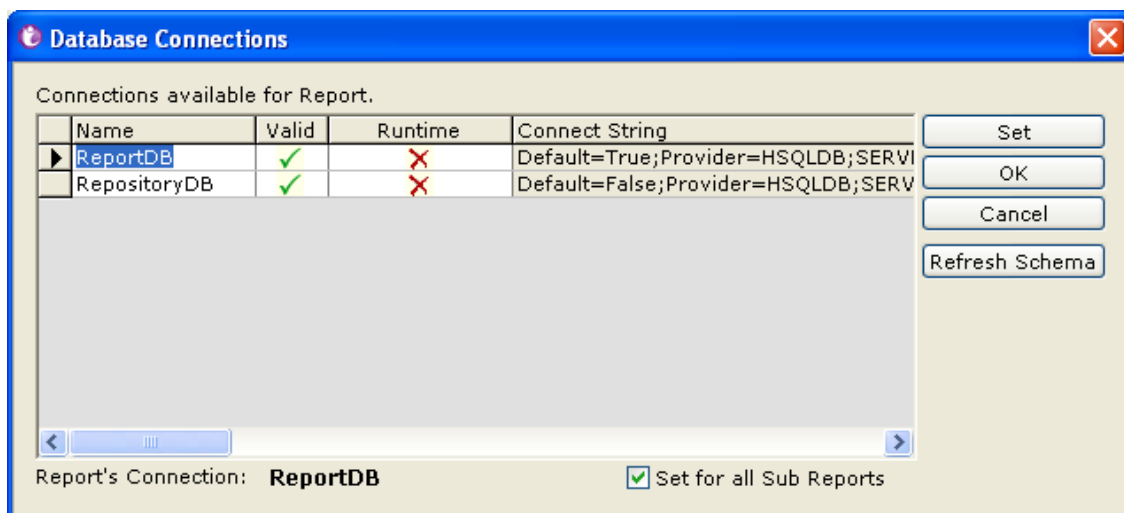 Database Connections
Connections available for Report.
Name Valid Runtime Connect String
ReportDB Default=True;Provider=HSQLDB;SERVI
RepositoryDB Default=False;Provider=HSQLDB;SERV
Set
OK
Cancel
Refresh Schema
Report's Connection: ReportDB Set for all Sub Reports